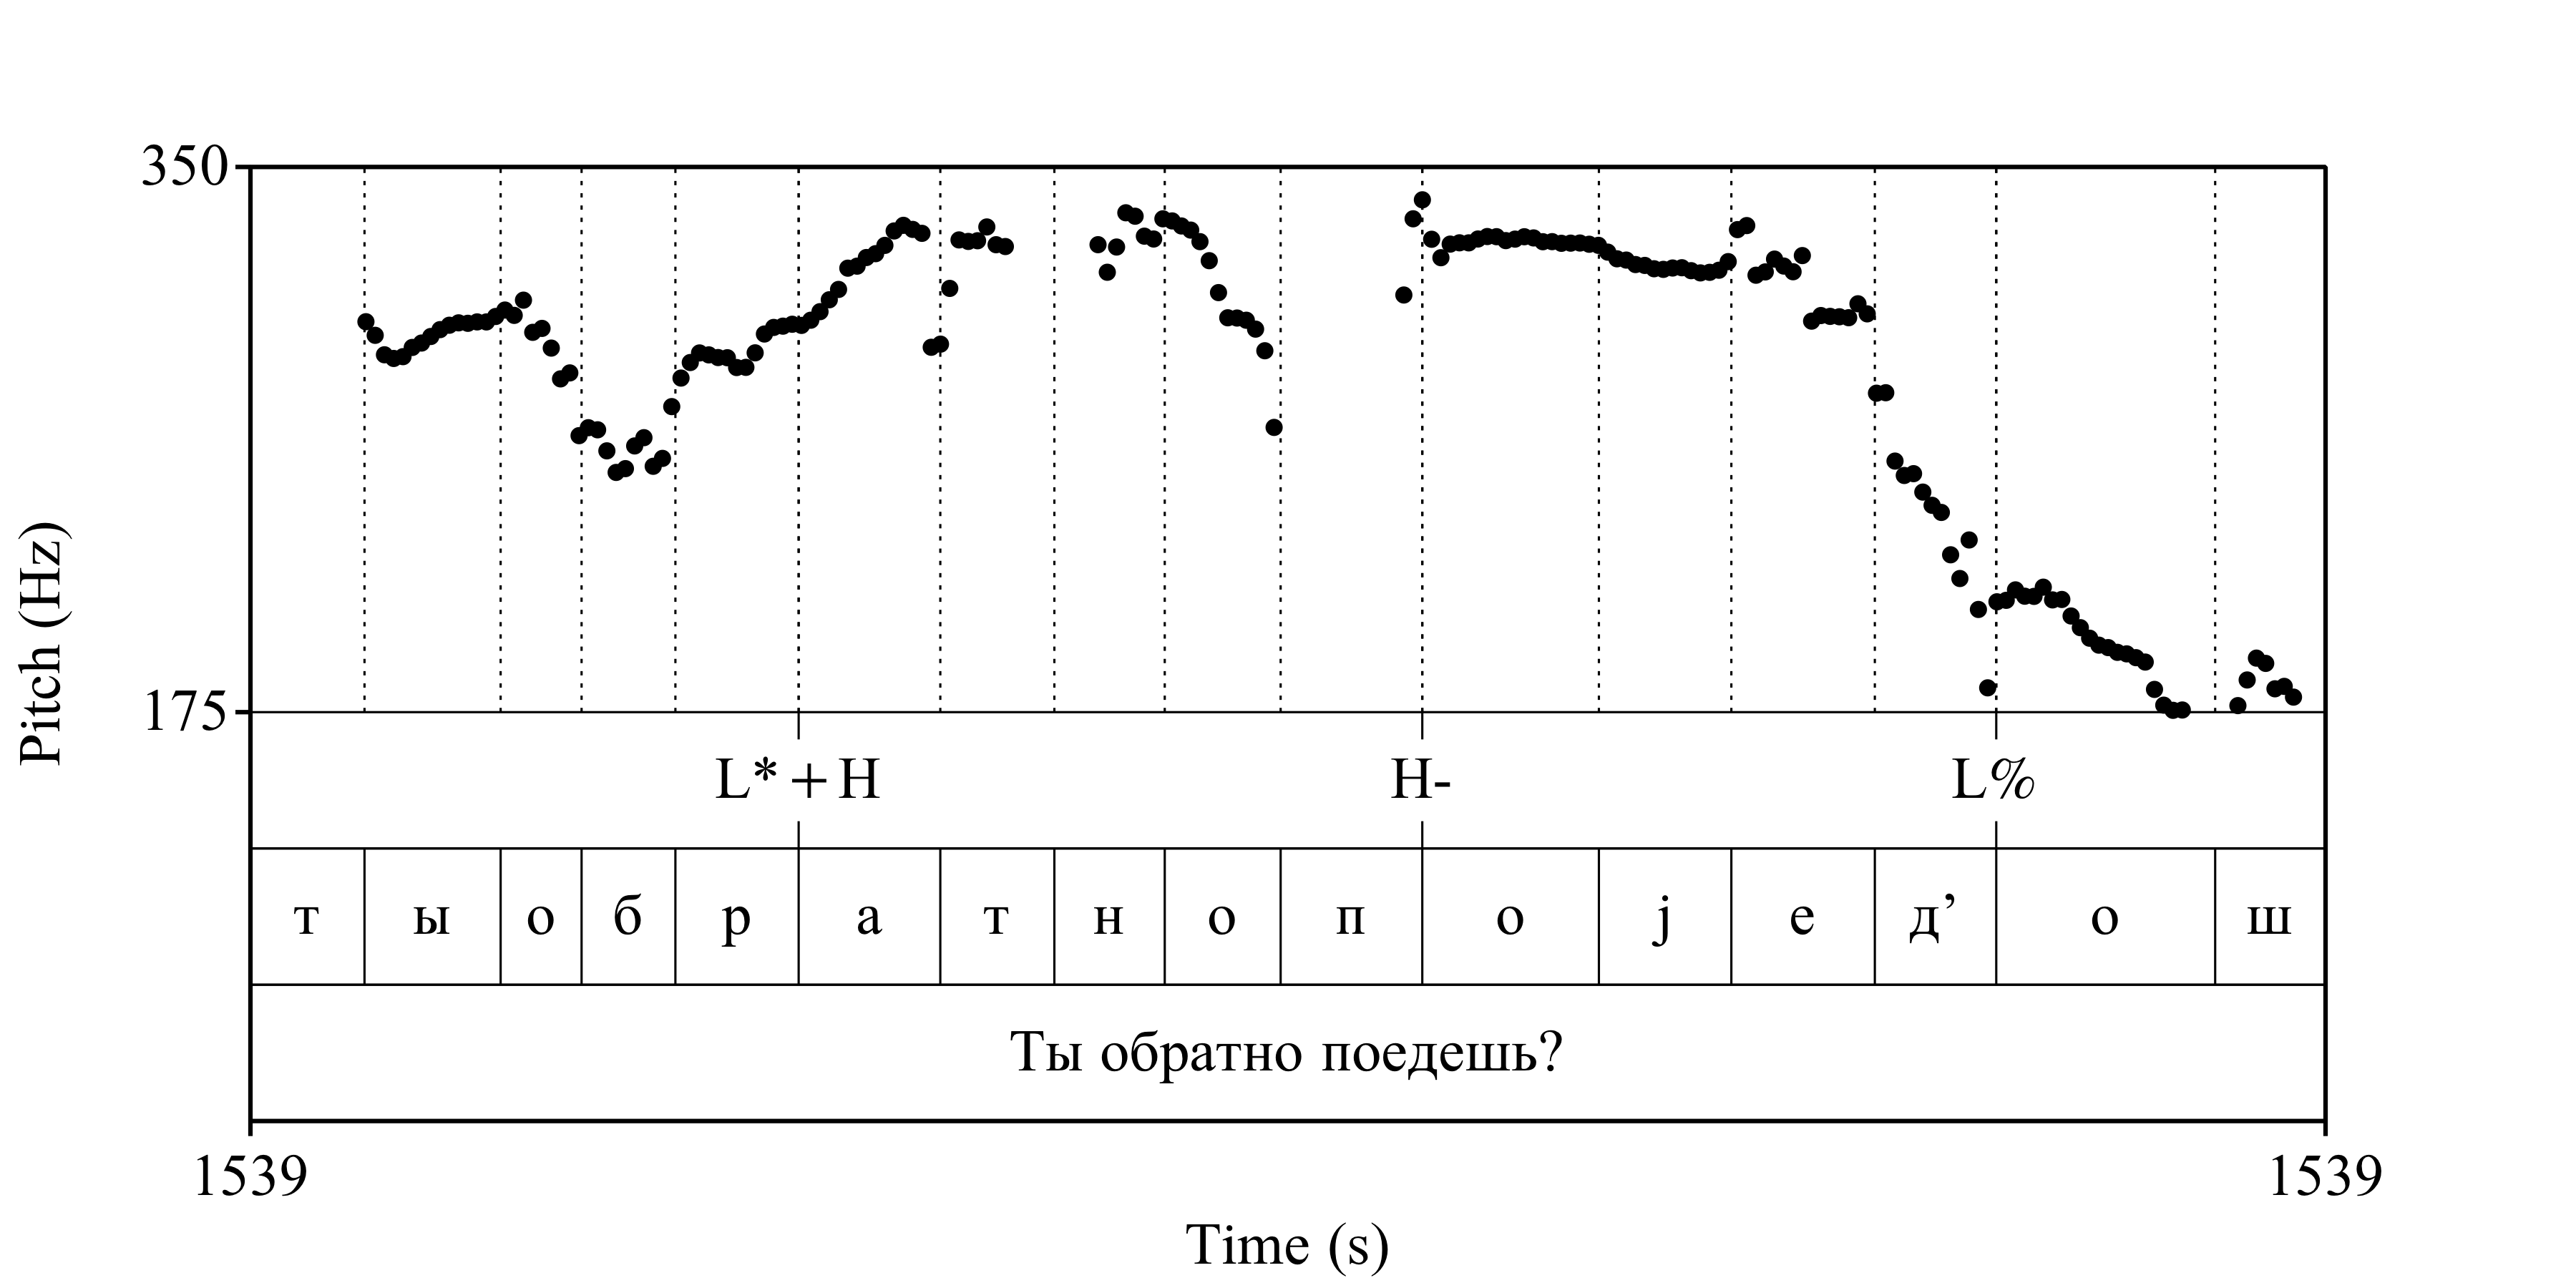 350
175
Pitch (Hz)
L* + H H- L%
т ы о б р а т н о п о j е д’ о ш
Ты обратно поедешь?
1539 1539
Time (s)